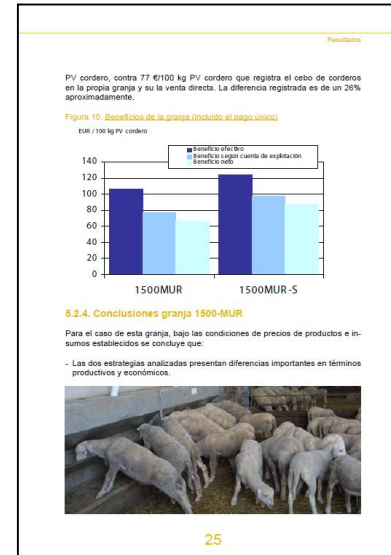 Resultados
PV cordero, contra 77 €/100 kg PV cordero que registra el cebo de corderos
en la propia granja y su la venta directa. La diferencia registrada es de un 26%
aproximadamente.
Figura 10. Beneficios de la granja (incluido el pago único)
EUR / 100 kg PV cordero
Beneficio efectivo
Beneficio según cuenta de explotación
Beneficio neto
140
120
100
80
60
40
20
0
1500MUR 1500MUR-S
5.2.4. Conclusiones granja 1500-MUR
Para el caso de esta granja, bajo las condiciones de precios de productos e in-
sumos establecidos se concluye que:
- Las dos estrategias analizadas presentan diferencias importantes en términos
productivos y económicos.
25